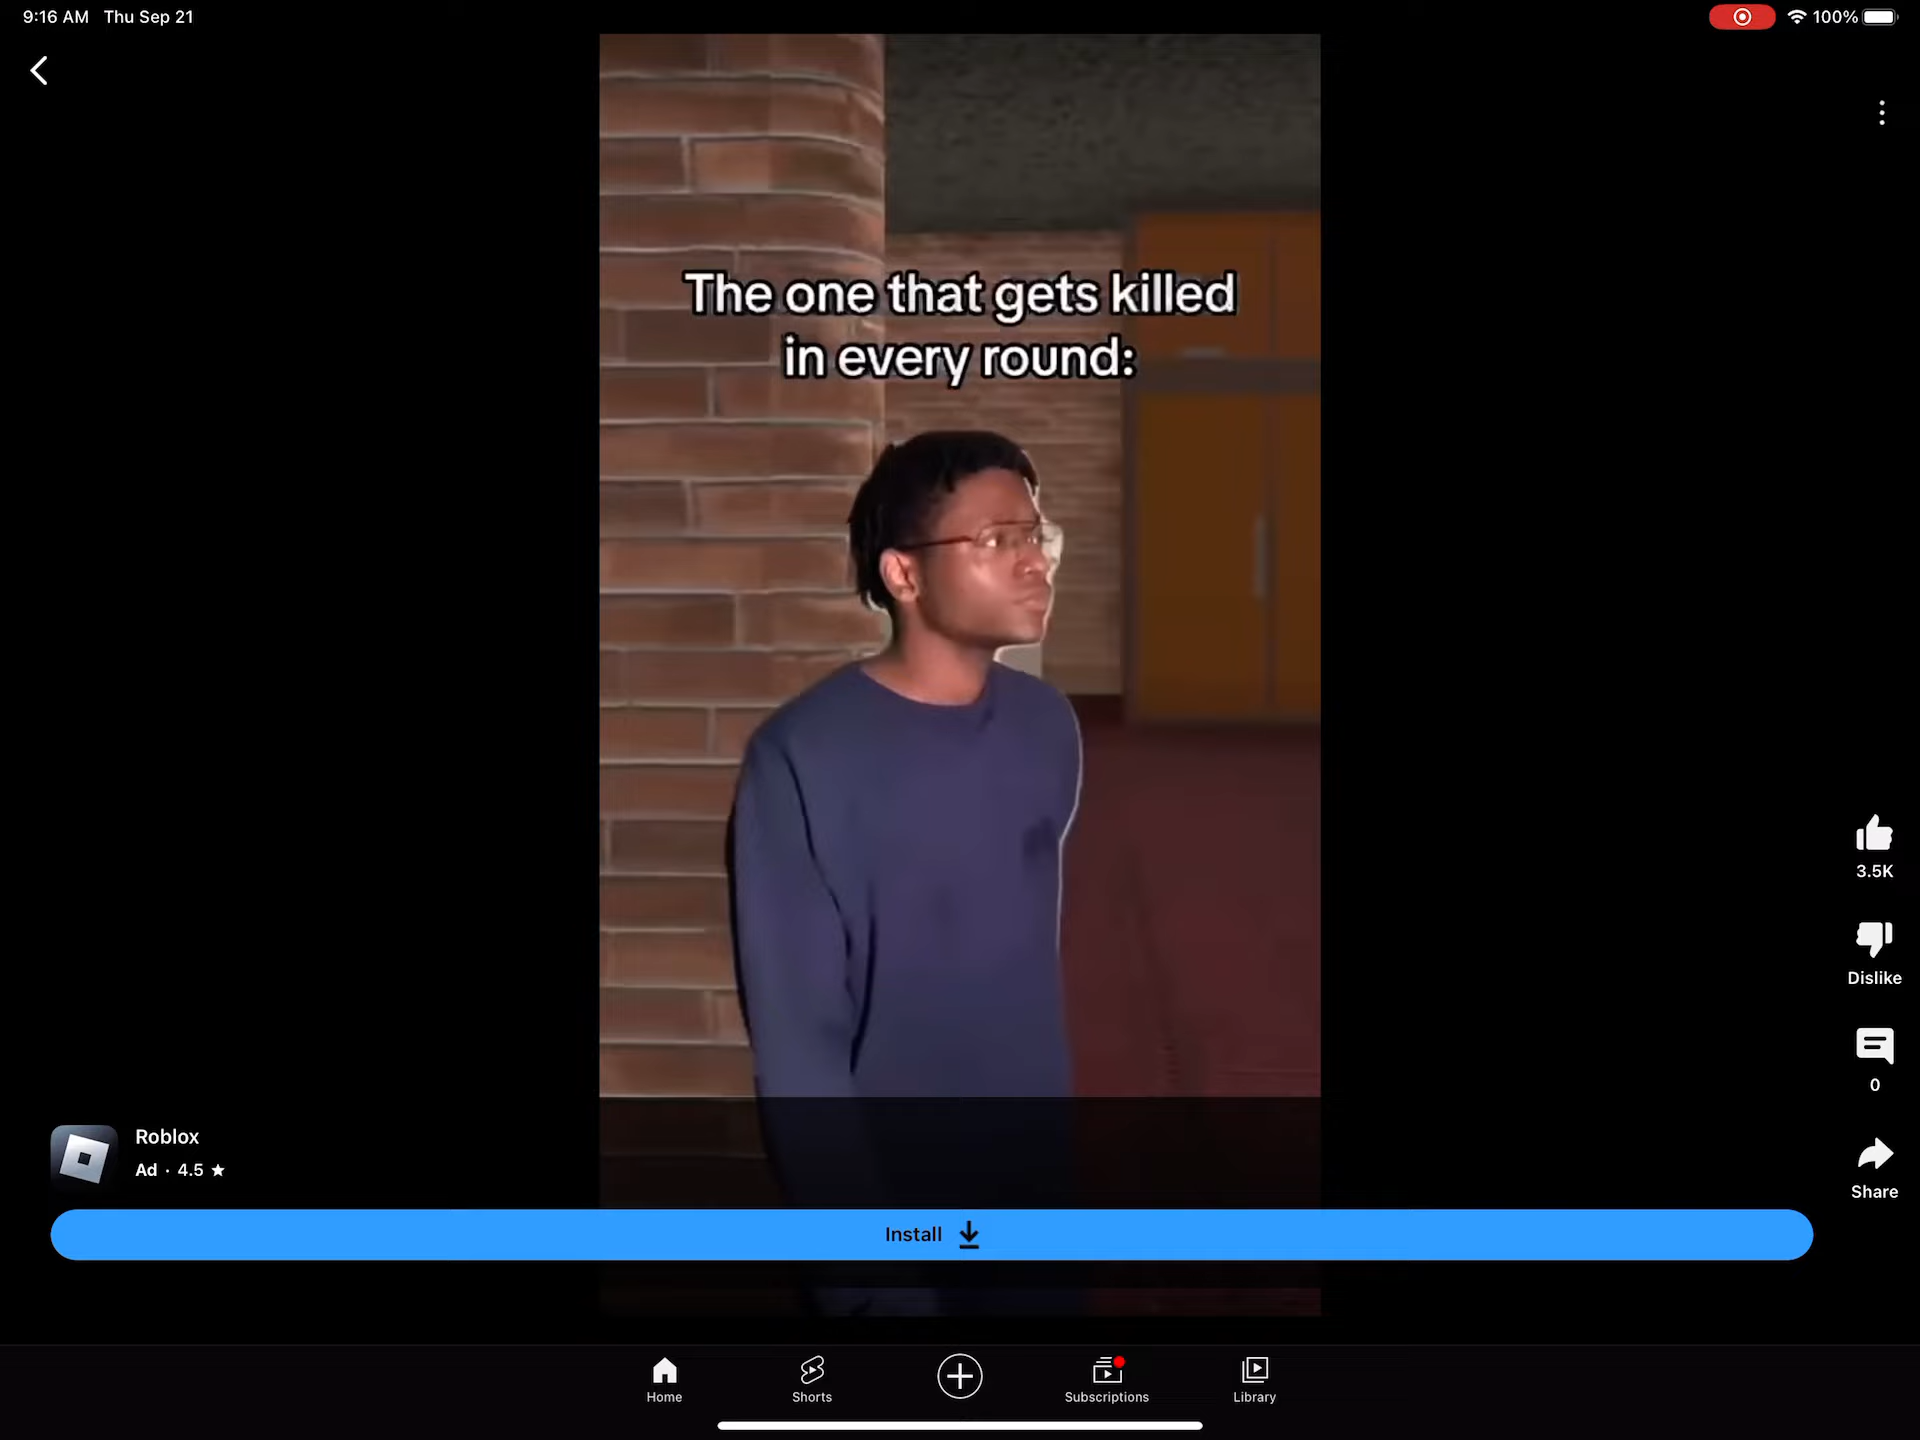 9:16 AM Thu Sep 21
100%
The one that gets killed
in every round:
3.5K
Dislike
0
Share
Roblox
Ad · 4.5 ★
Install
Home
Shorts
Subscriptions
Library